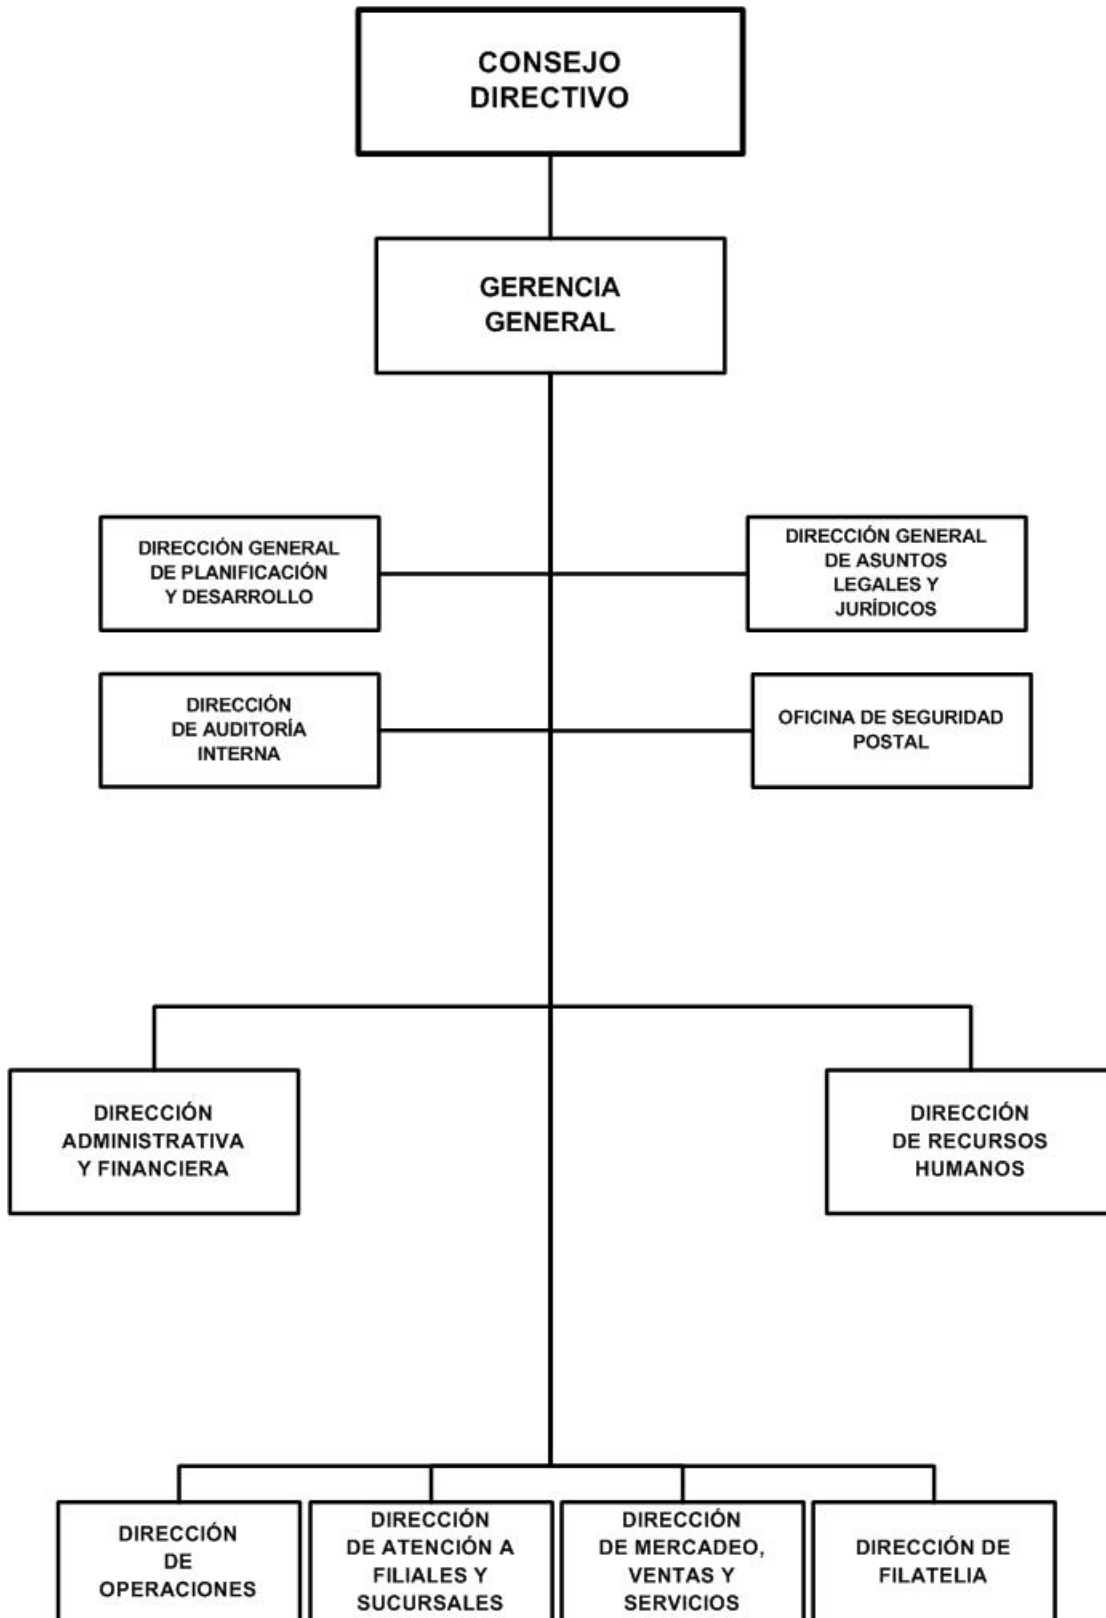 CONSEJO
DIRECTIVO
GERENCIA
GENERAL
DIRECCIÓN GENERAL
DE PLANIFICACIÓN
Y DESARROLLO
DIRECCIÓN GENERAL
DE ASUNTOS
LEGALES Y
JURÍDICOS
DIRECCIÓN
DE AUDITORÍA
INTERNA
OFICINA DE SEGURIDAD
POSTAL
DIRECCIÓN
ADMINISTRATIVA
Y FINANCIERA
DIRECCIÓN
DE RECURSOS
HUMANOS
DIRECCIÓN
DE
OPERACIONES
DIRECCIÓN
DE ATENCIÓN A
FILIALES Y
SUCURSALES
DIRECCIÓN
DE MERCADEO,
VENTAS Y
SERVICIOS
DIRECCIÓN DE
FILATELIA